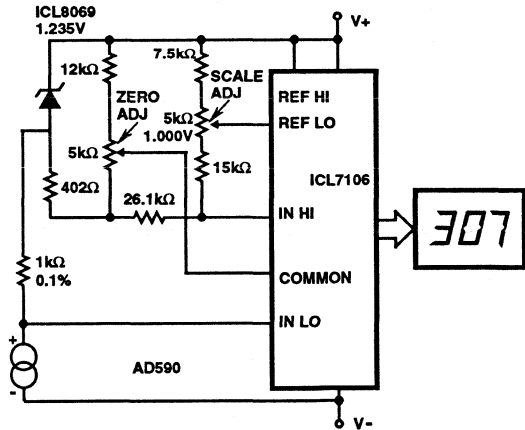 ICL8069
1.235V
V+
7.5kΩ
12kΩ
SCALE
ADJ
ZERO
ADJ
REF HI
5kΩ
1.000V
REF LO
5kΩ
15kΩ
ICL7106
402Ω
26.1kΩ
IN HI
307
1kΩ
0.1%
COMMON
IN LO
+
-
AD590
V-